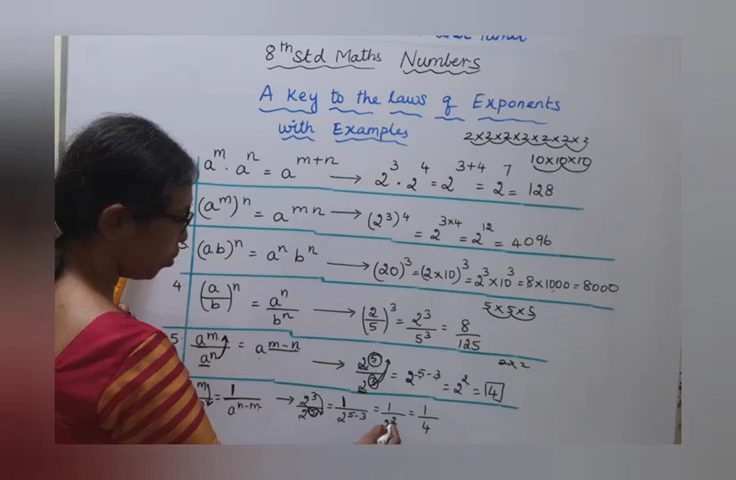 8th Std Maths Numbers
A Key to the Laws of Exponents
with Examples
2×2×2×2×2×2×2
10×10×10
a^m · a^n = a^(m+n) → 2^3 · 2^4 = 2^(3+4) = 2^7 = 128
(a^m)^n = a^(mn) → (2^3)^4 = 2^(3×4) = 2^12 = 4096
3. (ab)^n = a^n b^n → (20)^3 = (2×10)^3 = 2^3×10^3 = 8×1000 = 8000
5×5×5
4. (a/b)^n = a^n/b^n → (2/5)^3 = 2^3/5^3 = 8/125
2×2
5. a^m/a^n = a^(m-n) → 2^5/2^3 = 2^(5-3) = 2^2 = 4
= 1/a^(n-m) → 2^3/2^5 = 1/2^(5-3) = 1/2^2 = 1/4